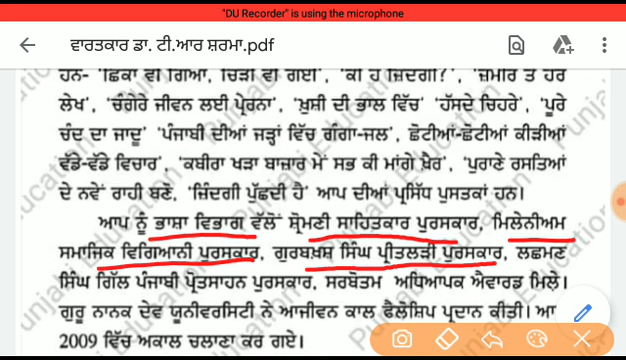 "DU Recorder" is using the microphone
ਵਾਰਤਕਾਰ ਡਾ. ਟੀ.ਆਰ ਸ਼ਰਮਾ.pdf
ਹਨ- 'ਛਿੱਕਾ ਵੀ ਗਿਆ, ਚਿੜੀ ਵੀ ਗਈ', 'ਕੀ ਹੈ ਜ਼ਿੰਦਗੀ?', 'ਜ਼ਮੀਰ ਤੇ ਹੋਰ
ਲੇਖ', 'ਚੰਗੇਰੇ ਜੀਵਨ ਲਈ ਪ੍ਰੇਰਨਾ', 'ਖ਼ੁਸ਼ੀ ਦੀ ਭਾਲ ਵਿੱਚ' 'ਹੱਸਦੇ ਚਿਹਰੇ', 'ਪੂਰੇ
ਚੰਦ ਦਾ ਜਾਦੂ' 'ਪੰਜਾਬੀ ਦੀਆਂ ਜੜ੍ਹਾਂ ਵਿੱਚ ਗੰਗਾ-ਜਲ', ਛੋਟੀਆਂ-ਛੋਟੀਆਂ ਕੀੜੀਆਂ
ਵੱਡੇ-ਵੱਡੇ ਵਿਚਾਰ', 'ਕਬੀਰਾ ਖੜਾ ਬਾਜ਼ਾਰ ਮੇਂ ਸਭ ਕੀ ਮਾਂਗੇ ਖ਼ੈਰ', 'ਪੁਰਾਣੇ ਰਸਤਿਆਂ
ਦੇ ਨਵੇਂ ਰਾਹੀ ਬਣੋ, 'ਜ਼ਿੰਦਗੀ ਪੁੱਛਦੀ ਹੈ' ਆਪ ਦੀਆਂ ਪ੍ਰਸਿੱਧ ਪੁਸਤਕਾਂ ਹਨ।
ਆਪ ਨੂੰ ਭਾਸ਼ਾ ਵਿਭਾਗ ਵੱਲੋਂ ਸ਼੍ਰੋਮਣੀ ਸਾਹਿਤਕਾਰ ਪੁਰਸਕਾਰ, ਮਿਲੇਨੀਅਮ
ਸਮਾਜਿਕ ਵਿਗਿਆਨੀ ਪੁਰਸਕਾਰ, ਗੁਰਬਖ਼ਸ਼ ਸਿੰਘ ਪ੍ਰੀਤਲੜੀ ਪੁਰਸਕਾਰ, ਲਛਮਣ
ਸਿੰਘ ਗਿੱਲ ਪੰਜਾਬੀ ਪ੍ਰੋਤਸਾਹਨ ਪੁਰਸਕਾਰ, ਸਰਬੋਤਮ ਅਧਿਆਪਕ ਐਵਾਰਡ ਮਿਲੇ।
ਗੁਰੂ ਨਾਨਕ ਦੇਵ ਯੂਨੀਵਰਸਿਟੀ ਨੇ ਆਜੀਵਨ ਕਾਲ ਫੈਲੋਸ਼ਿਪ ਪ੍ਰਦਾਨ ਕੀਤੀ। ਆ
2009 ਵਿੱਚ ਅਕਾਲ ਚਲਾਣਾ ਕਰ ਗਏ।